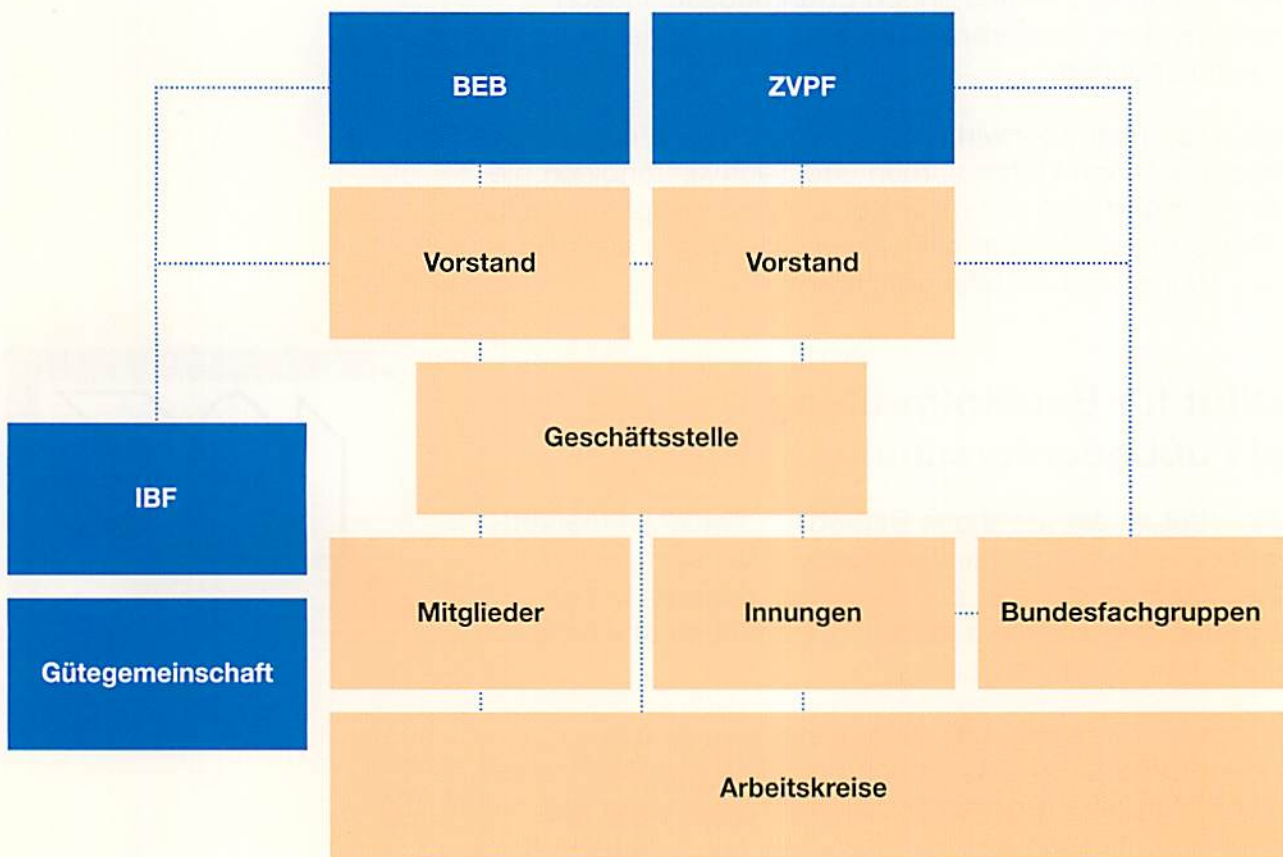 BEB
ZVPF
Vorstand
Vorstand
Geschäftsstelle
IBF
Mitglieder
Innungen
Bundesfachgruppen
Gütegemeinschaft
Arbeitskreise